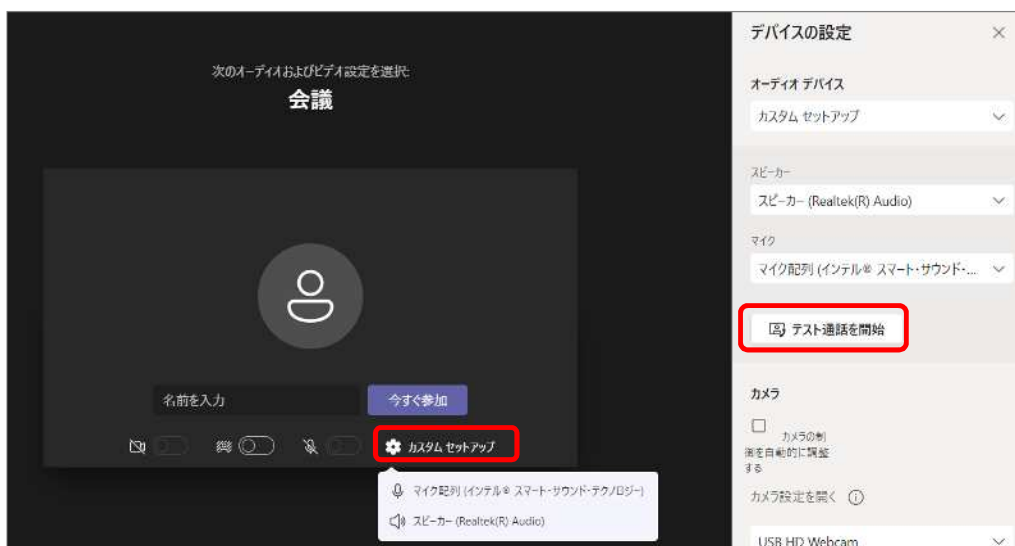 次のオーディオおよびビデオ設定を選択:
会議
名前を入力
今すぐ参加
カスタム セットアップ
マイク配列 (インテル® スマート・サウンド・テクノロジー)
スピーカー (Realtek(R) Audio)
デバイスの設定
オーディオ デバイス
カスタム セットアップ
スピーカー
スピーカー (Realtek(R) Audio)
マイク
マイク配列 (インテル® スマート・サウンド・...
テスト通話を開始
カメラ
カメラの制
御を自動的に調整
する
カメラ設定を開く
USB HD Webcam